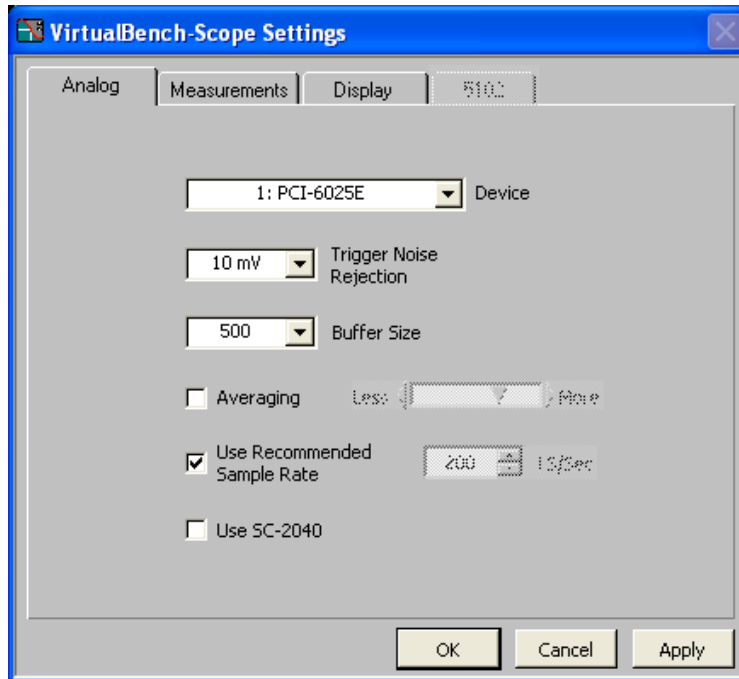 VirtualBench-Scope Settings
Analog Measurements Display 5102
1: PCI-6025E Device
10 mV Trigger Noise Rejection
500 Buffer Size
Averaging Less More
Use Recommended Sample Rate 200
Use SC-2040
OK Cancel Apply